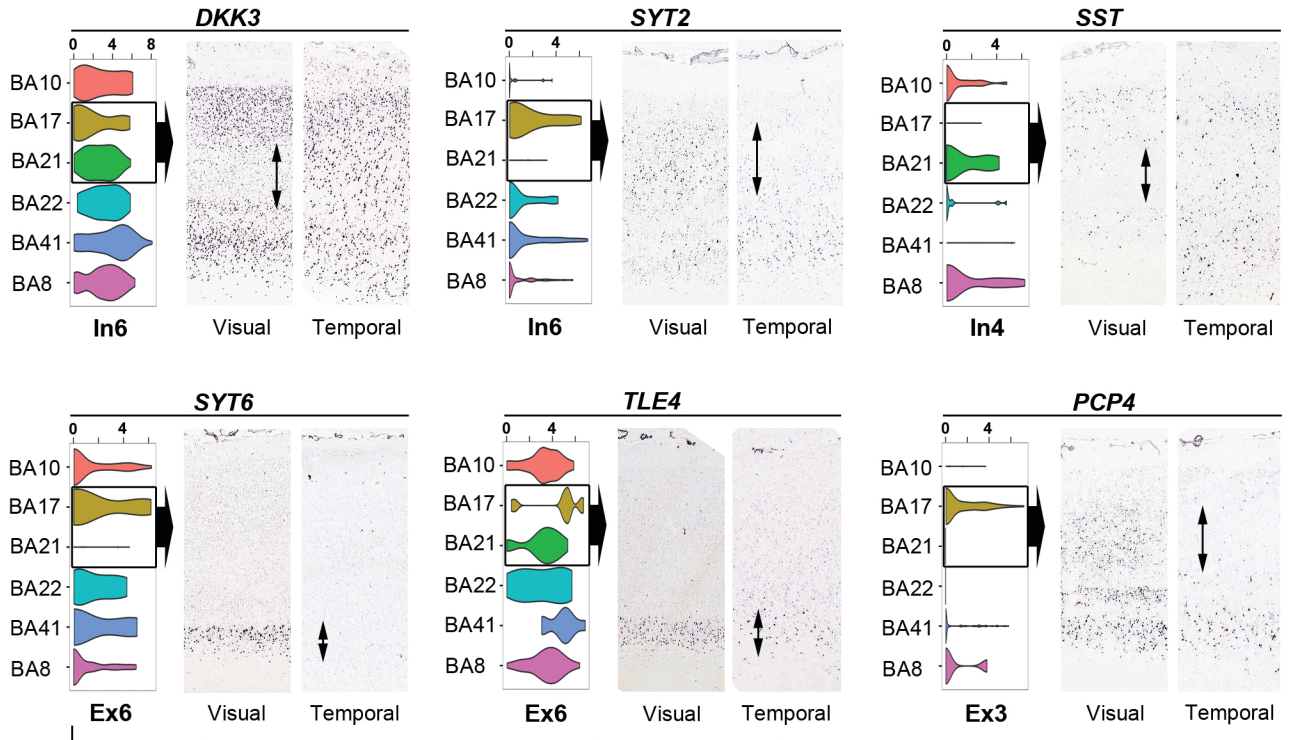 DKK3
0 4 8
BA10
BA17
BA21
BA22
BA41
BA8
In6 Visual Temporal
SYT2
0 4
BA10
BA17
BA21
BA22
BA41
BA8
In6 Visual Temporal
SST
0 4
BA10
BA17
BA21
BA22
BA41
BA8
In4 Visual Temporal
SYT6
0 4
BA10
BA17
BA21
BA22
BA41
BA8
Ex6 Visual Temporal
TLE4
0 4
BA10
BA17
BA21
BA22
BA41
BA8
Ex6 Visual Temporal
PCP4
0 4
BA10
BA17
BA21
BA22
BA41
BA8
Ex3 Visual Temporal